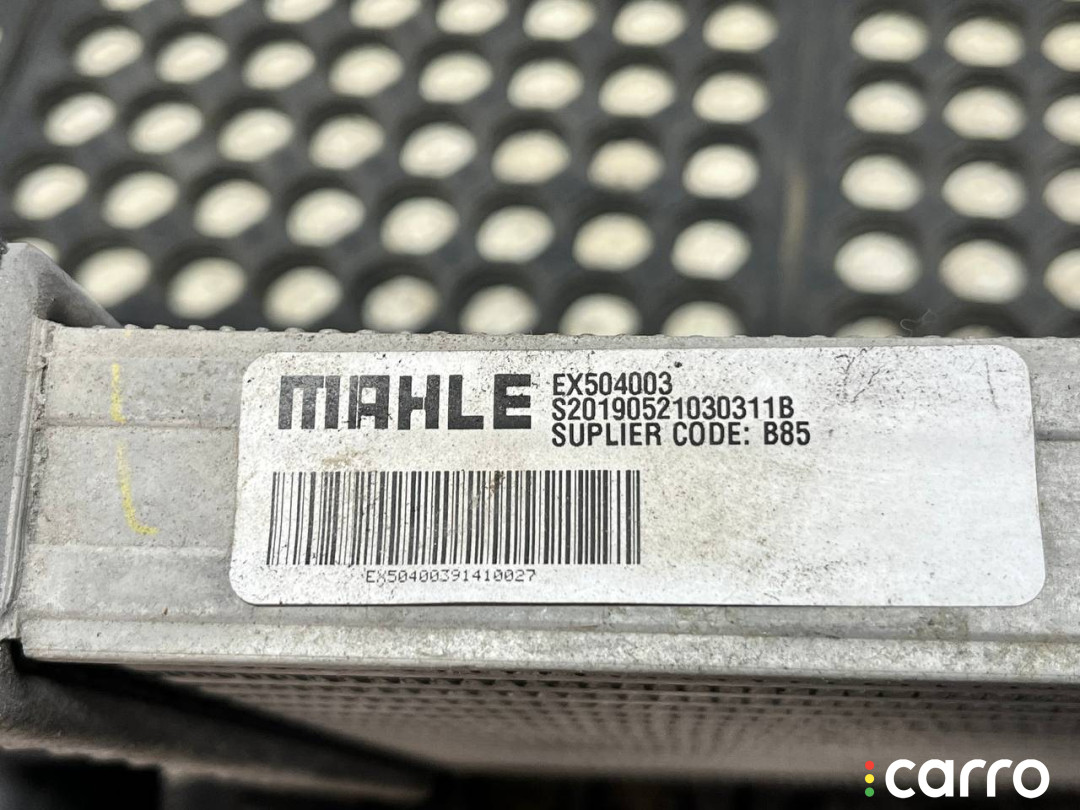 MAHLE
EX504003
S20190521030311B
SUPLIER CODE: B85
EX50400391410027
carro